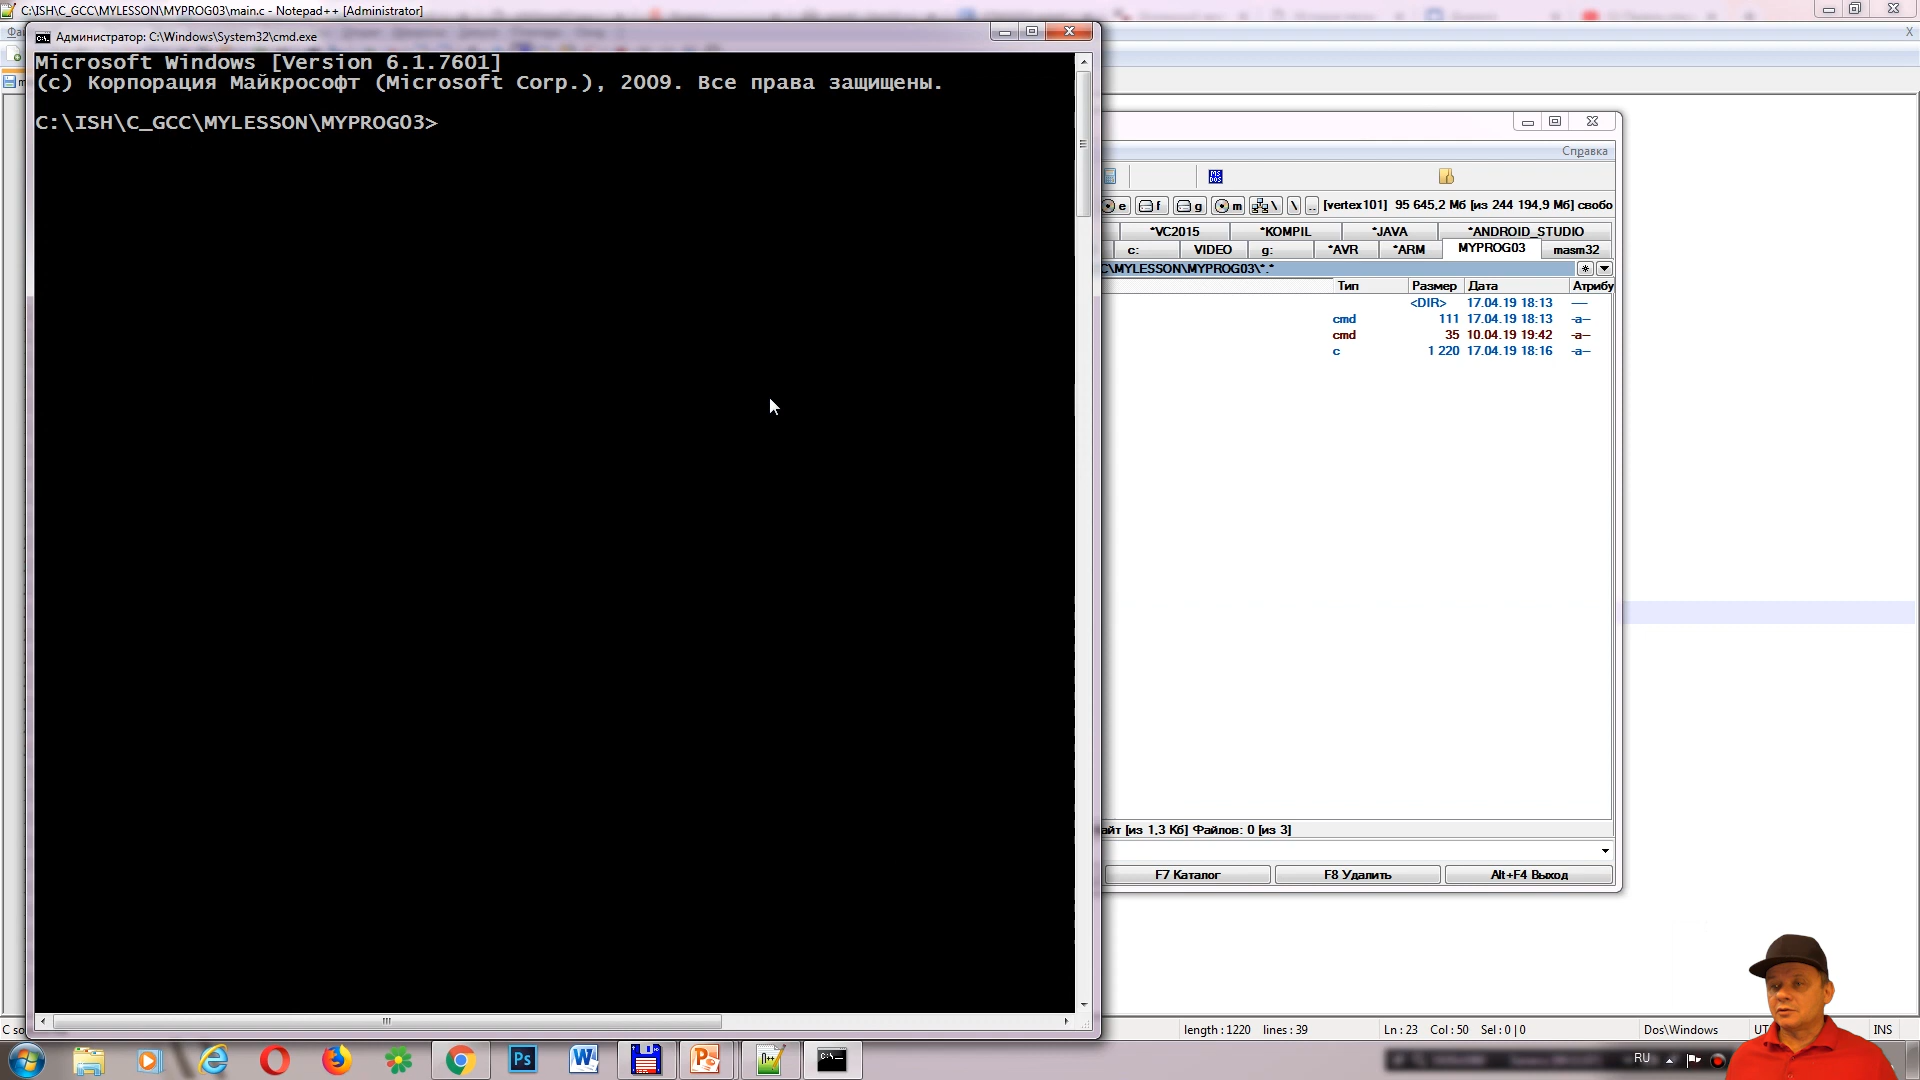 C:\ISH\C_GCC\MYLESSON\MYPROG03\main.c - Notepad++ [Administrator]
Администратор: C:\Windows\System32\cmd.exe
Microsoft Windows [Version 6.1.7601]
(c) Корпорация Майкрософт (Microsoft Corp.), 2009. Все права защищены.
C:\ISH\C_GCC\MYLESSON\MYPROG03>
Справка
e f g m \ .. [vertex101] 95 645,2 Мб [из 244 194,9 Мб] свобо
*VC2015 *KOMPIL *JAVA *ANDROID_STUDIO
c: VIDEO g: *AVR *ARM MYPROG03 masm32
C\MYLESSON\MYPROG03\*.*
Тип Размер Дата Атрибу
<DIR> 17.04.19 18:13 —
cmd 111 17.04.19 18:13 -a--
cmd 35 10.04.19 19:42 -a--
c 1 220 17.04.19 18:16 -a--
айт [из 1,3 Кб] Файлов: 0 [из 3]
F7 Каталог F8 Удалить Alt+F4 Выход
C so
length : 1220 lines : 39 Ln : 23 Col : 50 Sel : 0 | 0 Dos\Windows UT INS
RU